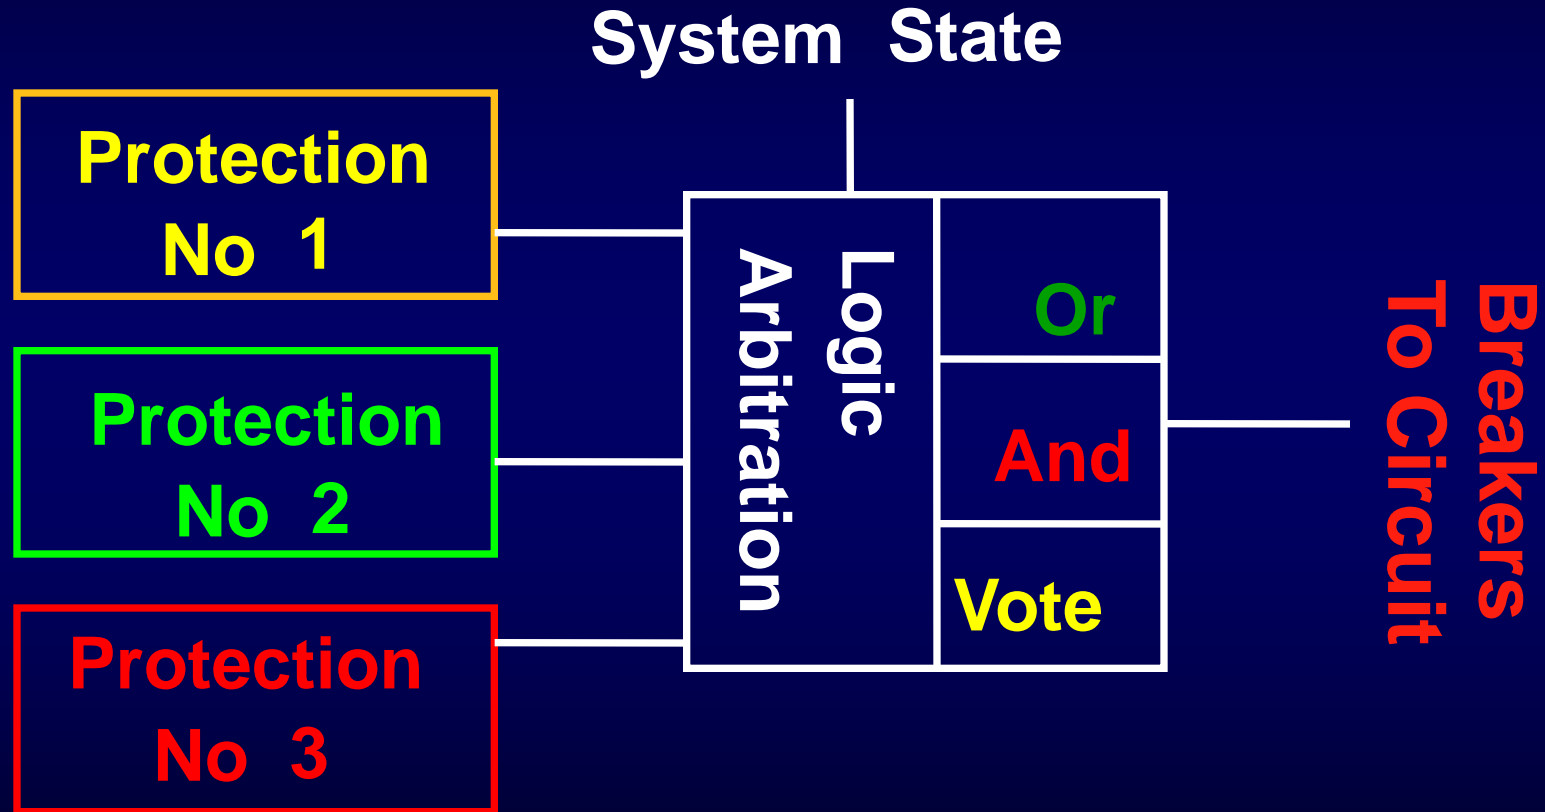 System State
Protection
No 1
Protection
No 2
Protection
No 3
Logic
Arbitration
Or
And
Vote
Breakers
To Circuit